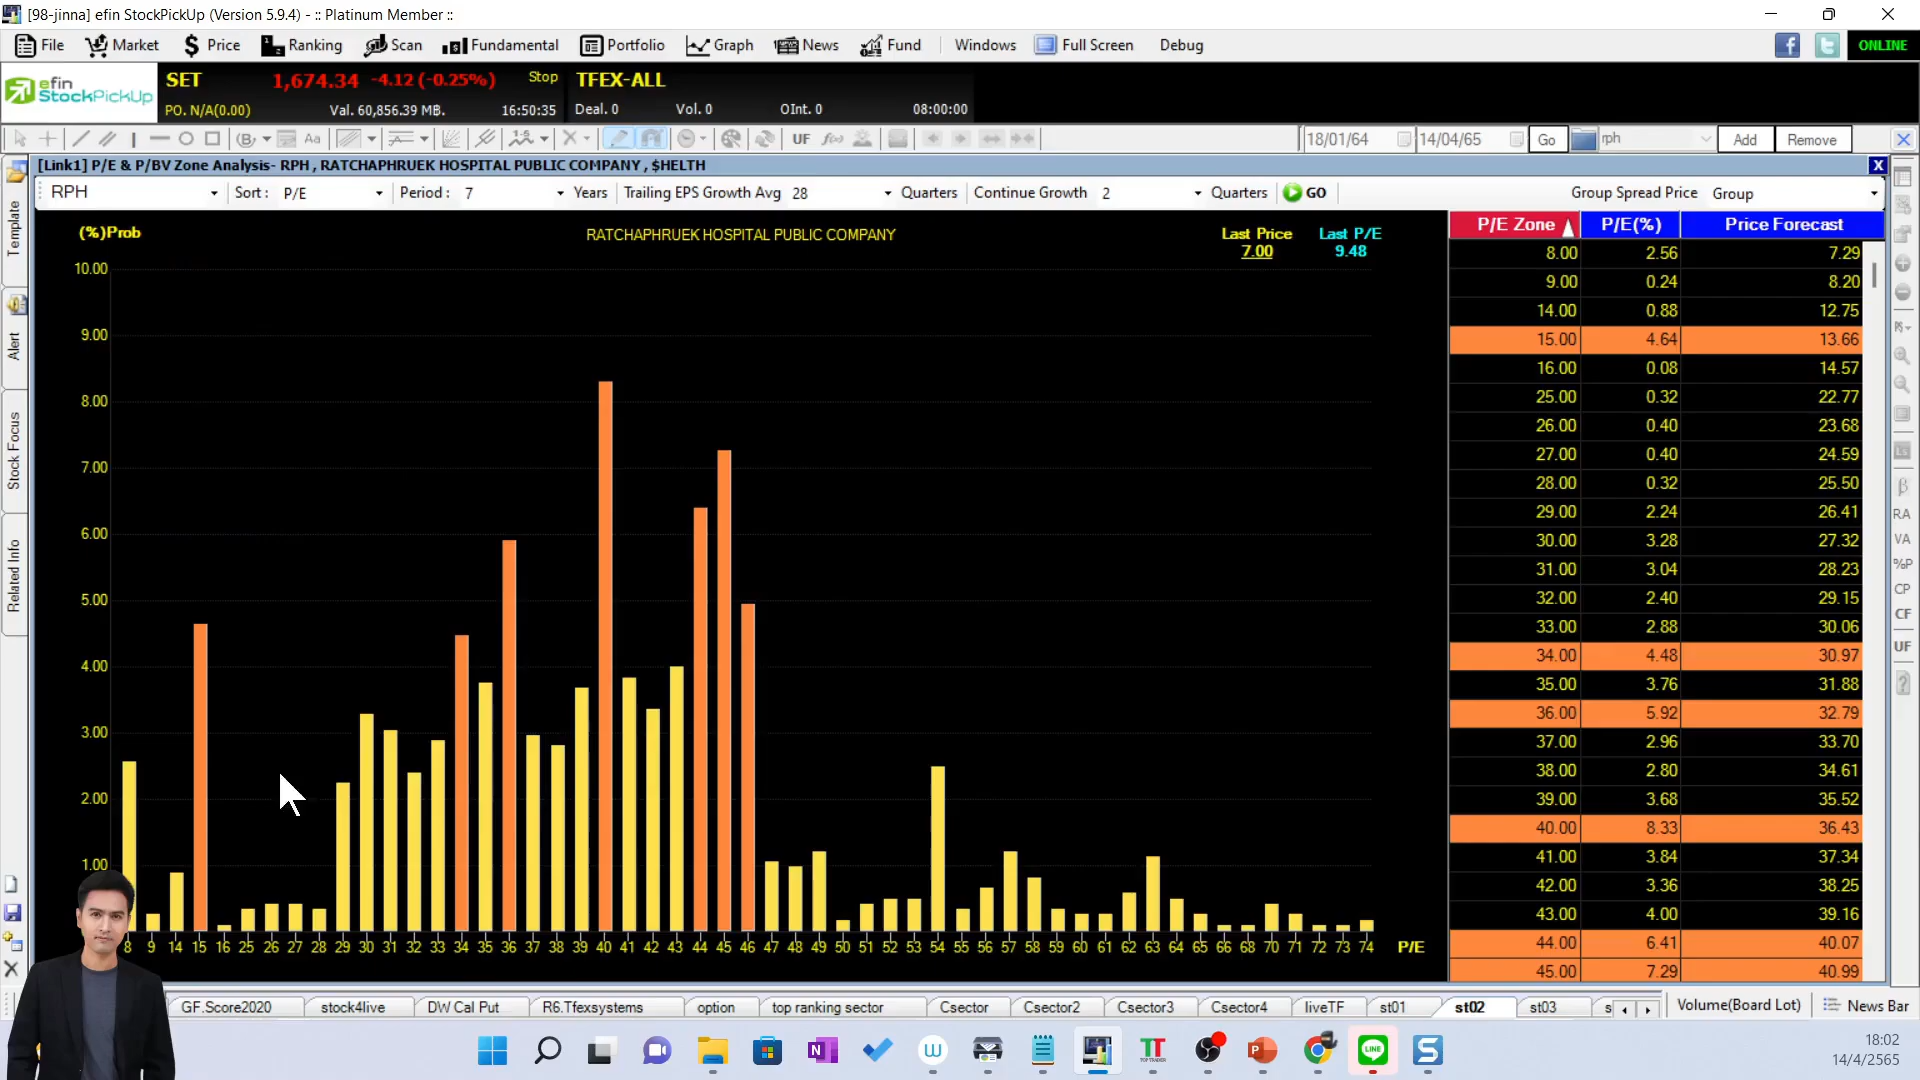 [98-jinna] efin StockPickUp (Version 5.9.4) - :: Platinum Member ::
File Market Price Ranking Scan Fundamental Portfolio Graph News Fund Windows Full Screen Debug ONLINE
efin StockPickUp
SET 1,674.34 -4.12 (-0.25%) Stop TFEX-ALL
PO. N/A(0.00) Val. 60,856.39 MB. 16:50:35 Deal. 0 Vol. 0 OInt. 0 08:00:00
UF 18/01/64 14/04/65 Go rph Add Remove
[Link1] P/E & P/BV Zone Analysis- RPH , RATCHAPHRUEK HOSPITAL PUBLIC COMPANY , $HELTH
RPH Sort : P/E Period : 7 Years Trailing EPS Growth Avg 28 Quarters Continue Growth 2 Quarters GO Group Spread Price Group
Template
Alert
Stock Focus
Related Info
(%)Prob RATCHAPHRUEK HOSPITAL PUBLIC COMPANY Last Price Last P/E
7.00 9.48
10.00
9.00
8.00
7.00
6.00
5.00
4.00
3.00
2.00
1.00
8 9 14 15 16 25 26 27 28 29 30 31 32 33 34 35 36 37 38 39 40 41 42 43 44 45 46 47 48 49 50 51 52 53 54 55 56 57 58 59 60 61 62 63 64 65 66 68 70 71 72 73 74 P/E
P/E Zone P/E(%) Price Forecast
8.00 2.56 7.29
9.00 0.24 8.20
14.00 0.88 12.75
15.00 4.64 13.66
16.00 0.08 14.57
25.00 0.32 22.77
26.00 0.40 23.68
27.00 0.40 24.59
28.00 0.32 25.50
29.00 2.24 26.41
30.00 3.28 27.32
31.00 3.04 28.23
32.00 2.40 29.15
33.00 2.88 30.06
34.00 4.48 30.97
35.00 3.76 31.88
36.00 5.92 32.79
37.00 2.96 33.70
38.00 2.80 34.61
39.00 3.68 35.52
40.00 8.33 36.43
41.00 3.84 37.34
42.00 3.36 38.25
43.00 4.00 39.16
44.00 6.41 40.07
45.00 7.29 40.99
RA
VA
%P
CP
CF
UF
GF.Score2020 stock4live DW Cal Put R6.Tfexsystems option top ranking sector Csector Csector2 Csector3 Csector4 liveTF st01 st02 st03 s Volume(Board Lot) News Bar
18:02
14/4/2565